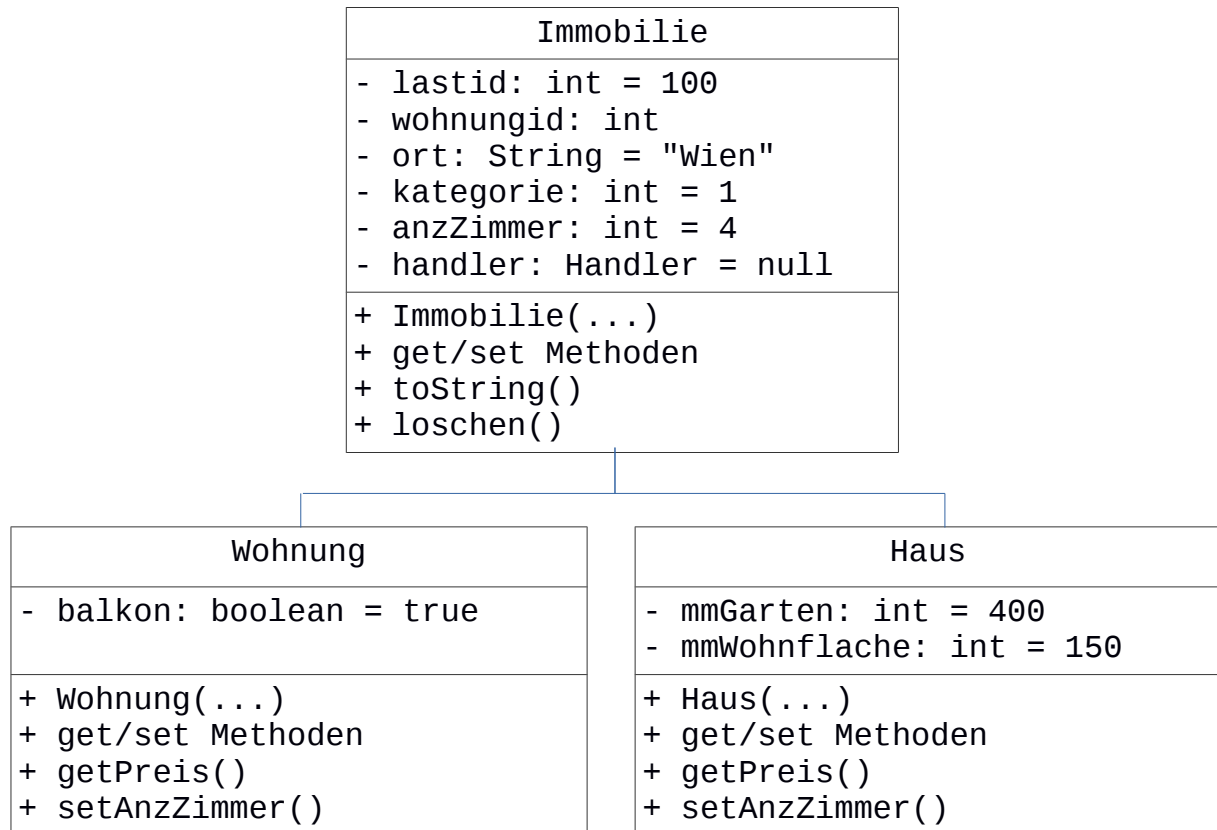 Immobilie
- lastid: int = 100
- wohnungid: int
- ort: String = "Wien"
- kategorie: int = 1
- anzZimmer: int = 4
- handler: Handler = null
+ Immobilie(...)
+ get/set Methoden
+ toString()
+ loschen()
Wohnung
- balkon: boolean = true
+ Wohnung(...)
+ get/set Methoden
+ getPreis()
+ setAnzZimmer()
Haus
- mmGarten: int = 400
- mmWohnflache: int = 150
+ Haus(...)
+ get/set Methoden
+ getPreis()
+ setAnzZimmer()